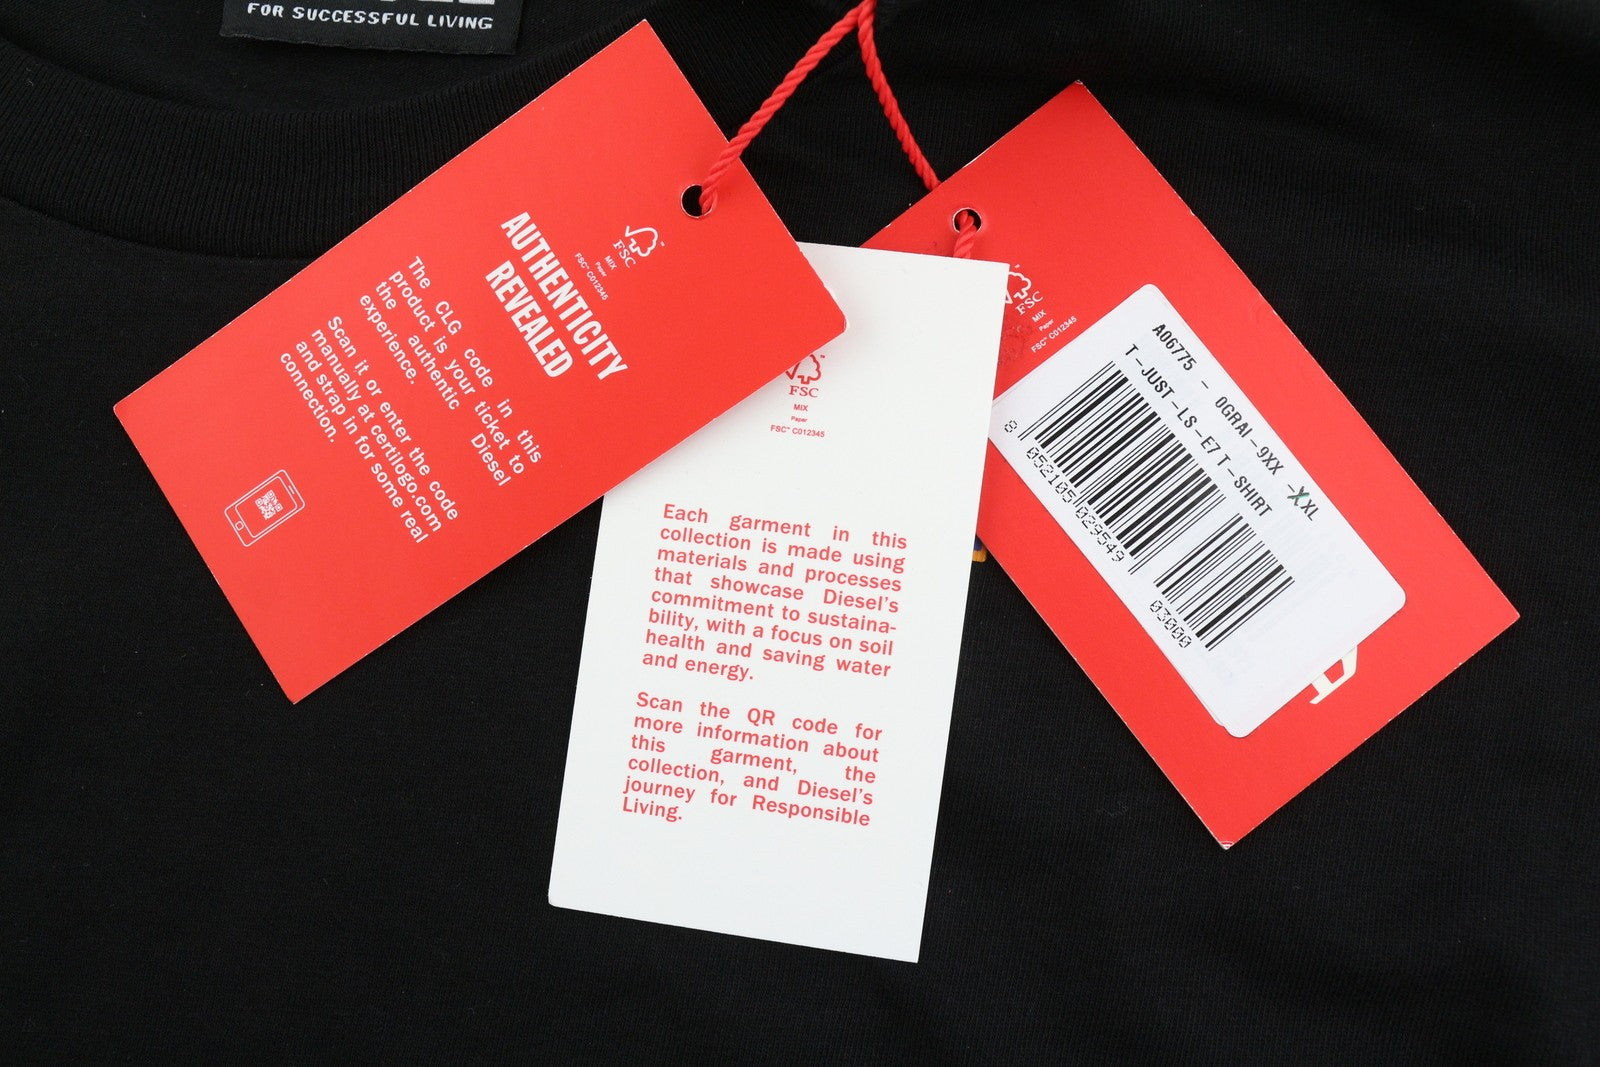 FOR SUCCESSFUL LIVING
FSC
MIX
Paper
FSC™ C012345
AUTHENTICITY
REVEALED
The CLG code in this
product is your ticket to
the authentic Diesel
experience.
Scan it or enter the code
manually at certilogo.com
and strap in for some real
connection.
FSC
MIX
Paper
FSC™ C012345
Each garment in this
collection is made using
materials and processes
that showcase Diesel's
commitment to sustaina-
bility, with a focus on soil
health and saving water
and energy.
Scan the QR code for
more information about
this garment, the
collection, and Diesel's
journey for Responsible
Living.
FSC
MIX
Paper
FSC™ C012345
A06775 - 0GRAI-9XX -XXL
T-JUST-LS-E7 T-SHIRT
8 052105 029549
03000